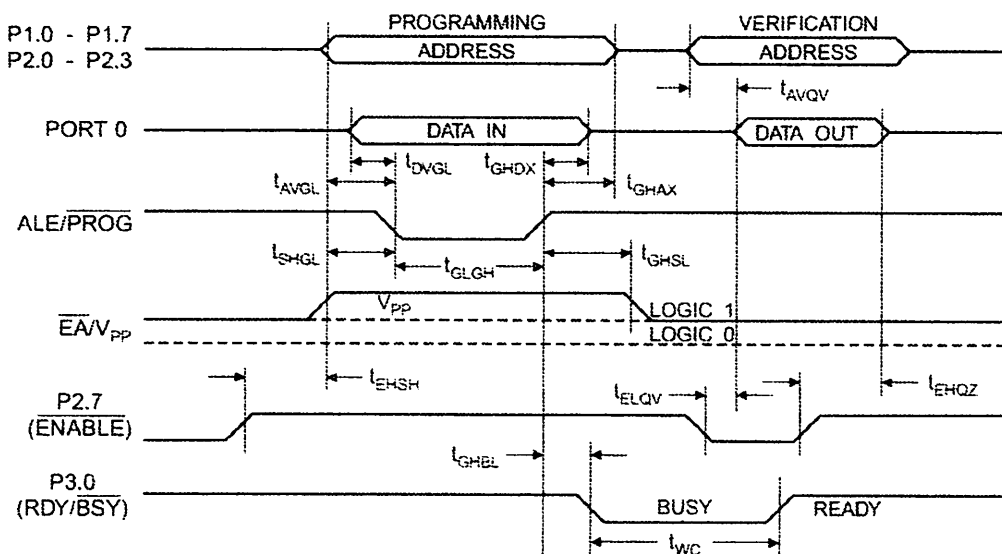 PROGRAMMING VERIFICATION
P1.0 - P1.7
P2.0 - P2.3
ADDRESS ADDRESS
tAVQV
PORT 0 DATA IN DATA OUT
tDVGL tGHDX
tAVGL tGHAX
ALE/PROG
tSHGL tGLGH tGHSL
VPP LOGIC 1
EA/VPP
LOGIC 0
tEHSH tELQV tEHQZ
P2.7
(ENABLE)
tGHBL
P3.0
(RDY/BSY)
BUSY READY
tWC